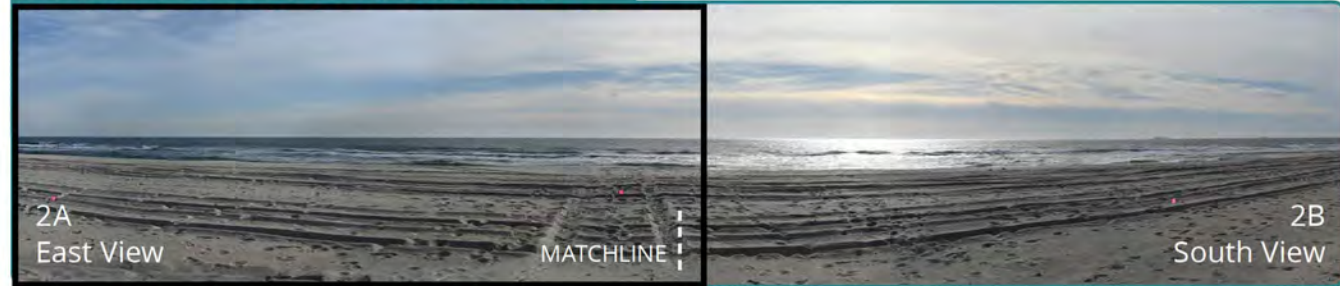 2A
East View
MATCHLINE
2B
South View